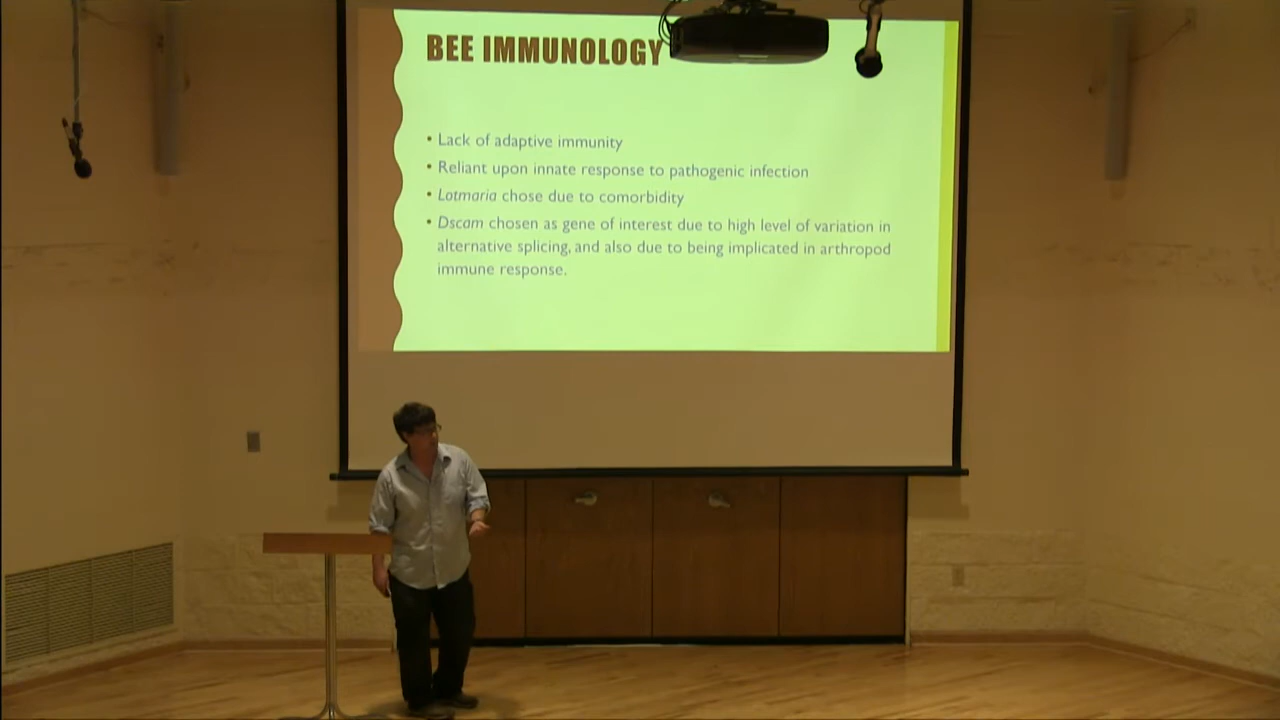 BEE IMMUNOLOGY
• Lack of adaptive immunity
• Reliant upon innate response to pathogenic infection
• Lotmaria chose due to comorbidity
• Dscam chosen as gene of interest due to high level of variation in
alternative splicing, and also due to being implicated in arthropod
immune response.